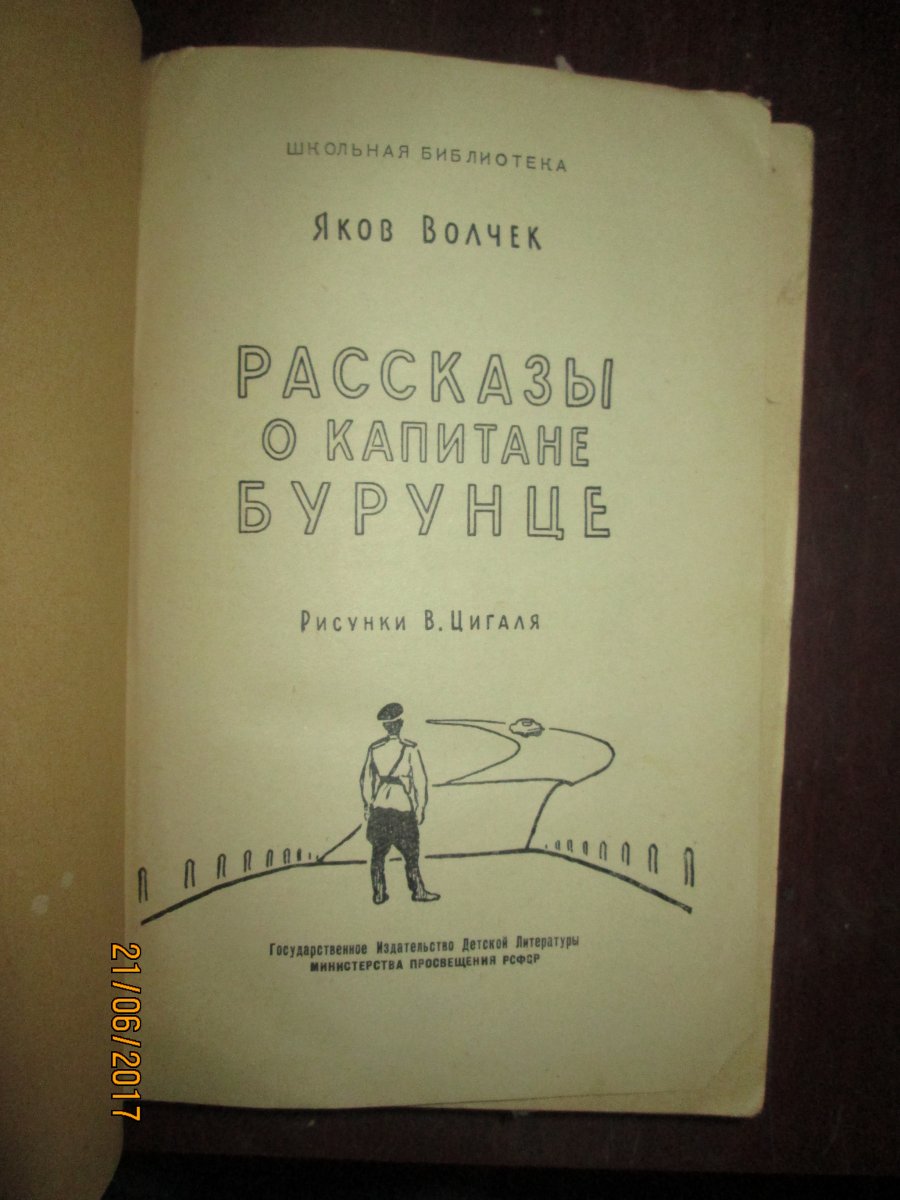 ШКОЛЬНАЯ БИБЛИОТЕКА
ЯКОВ ВОЛЧЕК
РАССКАЗЫ
О КАПИТАНЕ
БУРУНЦЕ
РИСУНКИ В. ЦИГАЛЯ
Государственное Издательство Детской Литературы
МИНИСТЕРСТВА ПРОСВЕЩЕНИЯ РСФСР
21/06/2017